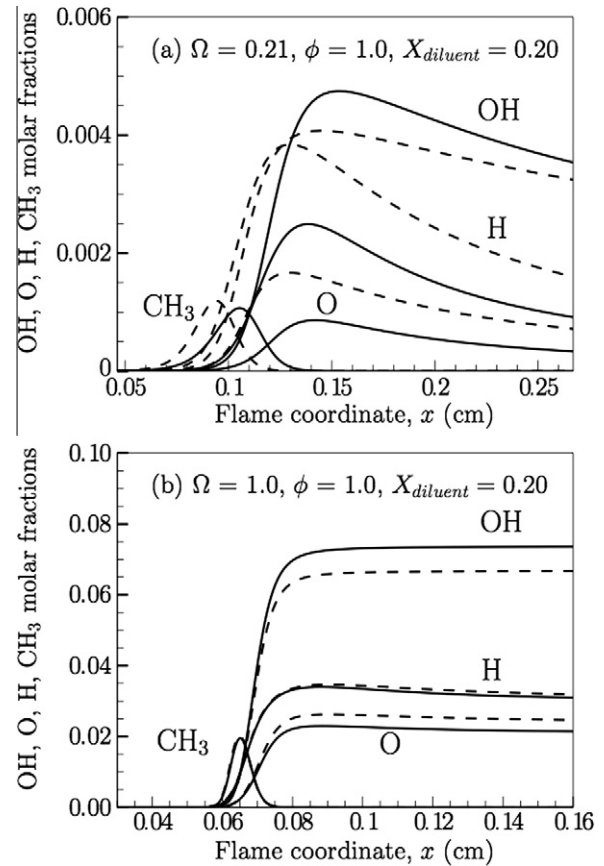 0.006
(a) Ω = 0.21, ϕ = 1.0, X_diluent = 0.20
OH
0.004
H
0.002
CH₃
O
0
0.05 0.1 0.15 0.2 0.25
Flame coordinate, x (cm)
OH, O, H, CH₃ molar fractions
0.10
(b) Ω = 1.0, ϕ = 1.0, X_diluent = 0.20
OH
0.08
0.06
0.04
H
0.02
CH₃
O
0.00
0.04 0.06 0.08 0.1 0.12 0.14 0.16
Flame coordinate, x (cm)
OH, O, H, CH₃ molar fractions